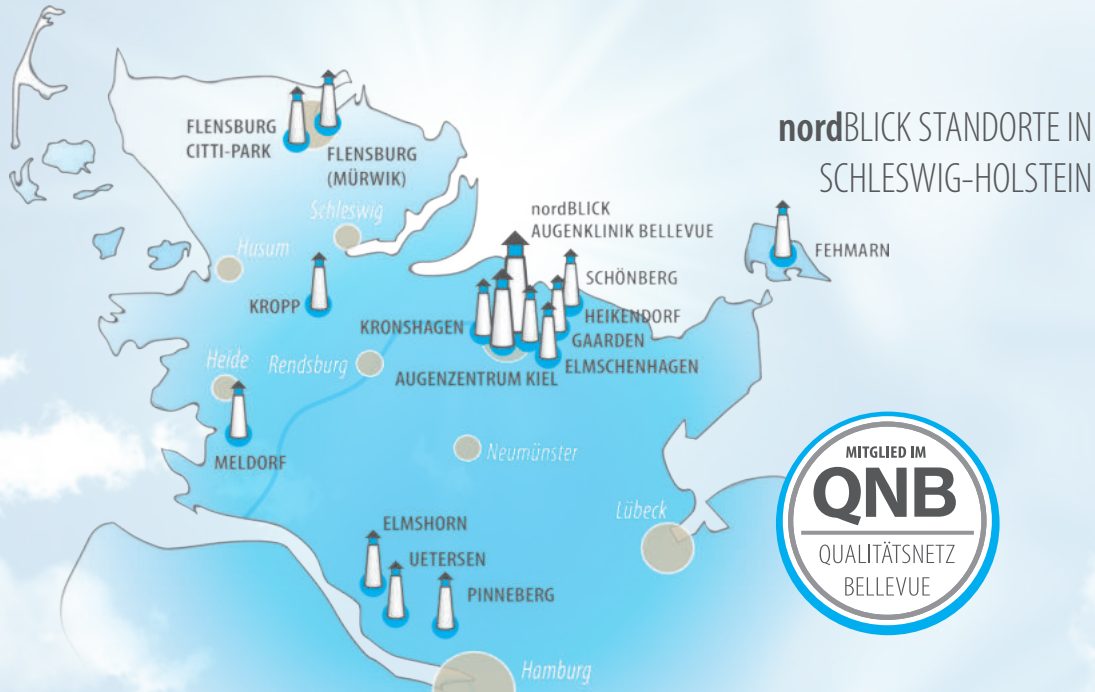 nordBLICK STANDORTE IN
SCHLESWIG-HOLSTEIN
FLENSBURG
CITTI-PARK
FLENSBURG
(MÜRWIK)
Schleswig
Husum
KROPP
nordBLICK
AUGENKLINIK BELLEVUE
SCHÖNBERG
FEHMARN
HEIKENDORF
KRONSHAGEN
GAARDEN
ELMSCHENHAGEN
AUGENZENTRUM KIEL
Heide
Rendsburg
MELDORF
Neumünster
Lübeck
ELMSHORN
UETERSEN
PINNEBERG
Hamburg
MITGLIED IM
QNB
QUALITÄTSNETZ
BELLEVUE